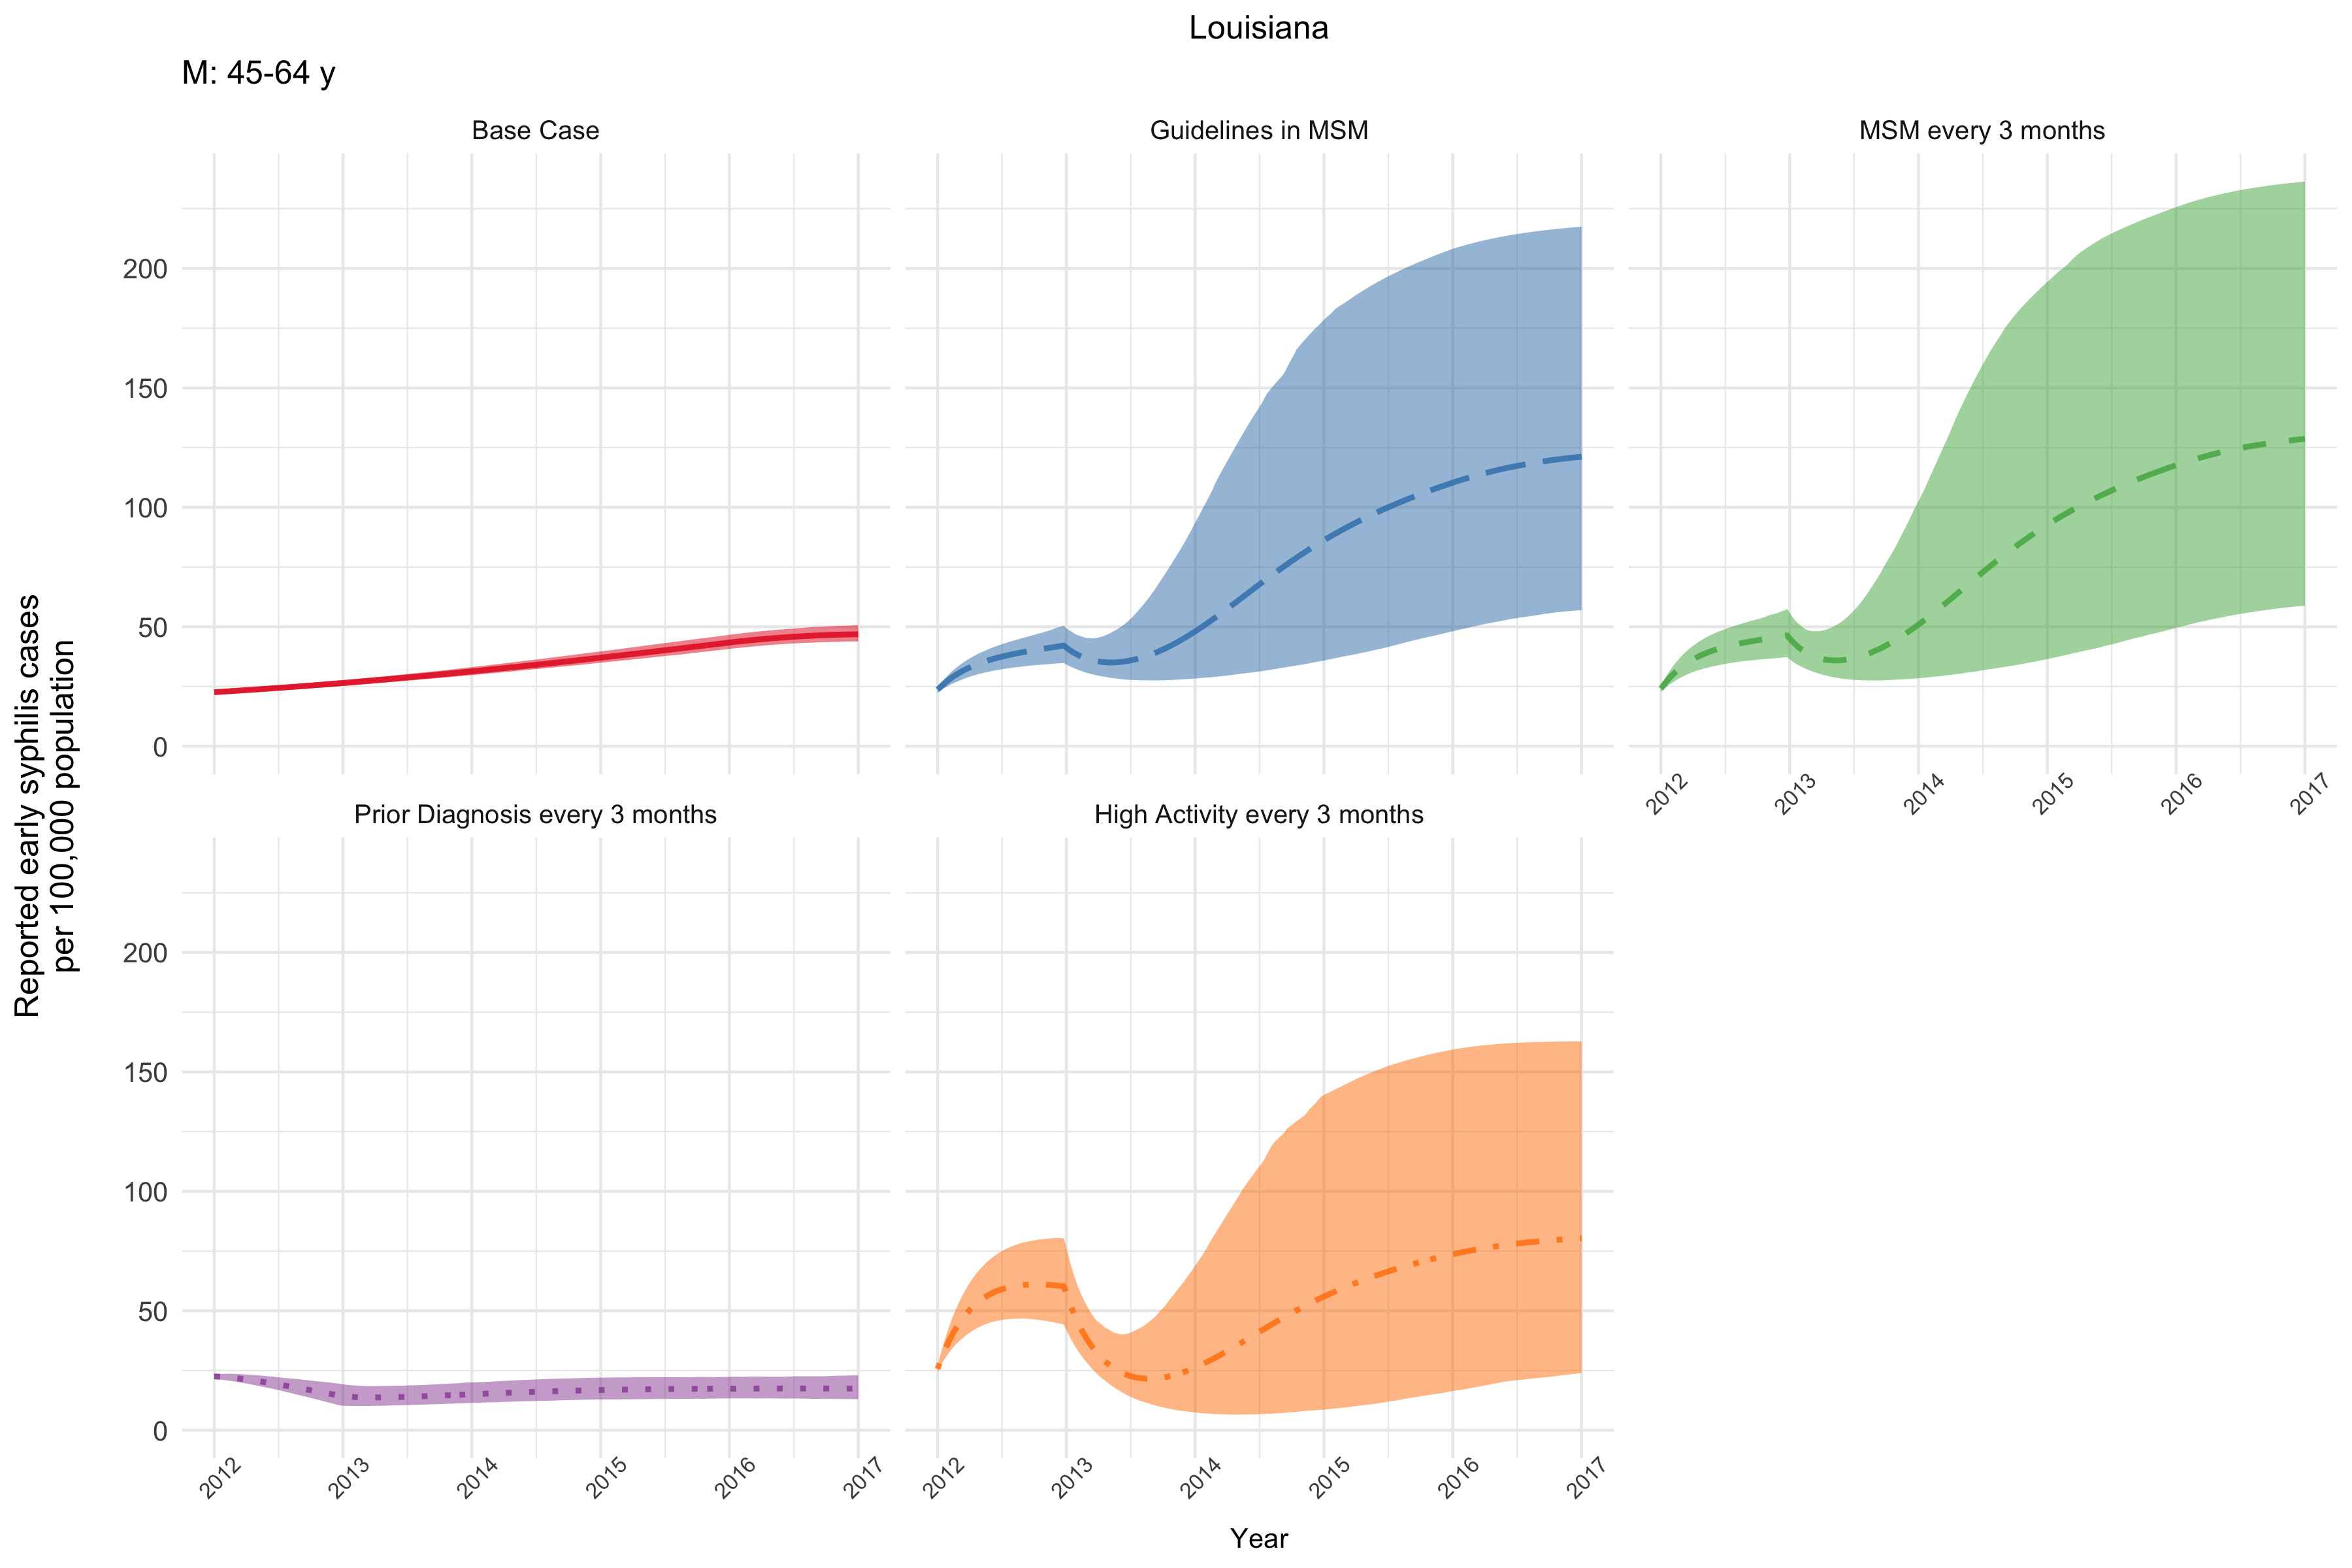 Louisiana
M: 45-64 y
Base Case
Guidelines in MSM
MSM every 3 months
200
150
100
50
0
2012
2013
2014
2015
2016
2017
Reported early syphilis cases
per 100,000 population
Prior Diagnosis every 3 months
High Activity every 3 months
200
150
100
50
0
2012
2013
2014
2015
2016
2017
2012
2013
2014
2015
2016
2017
Year